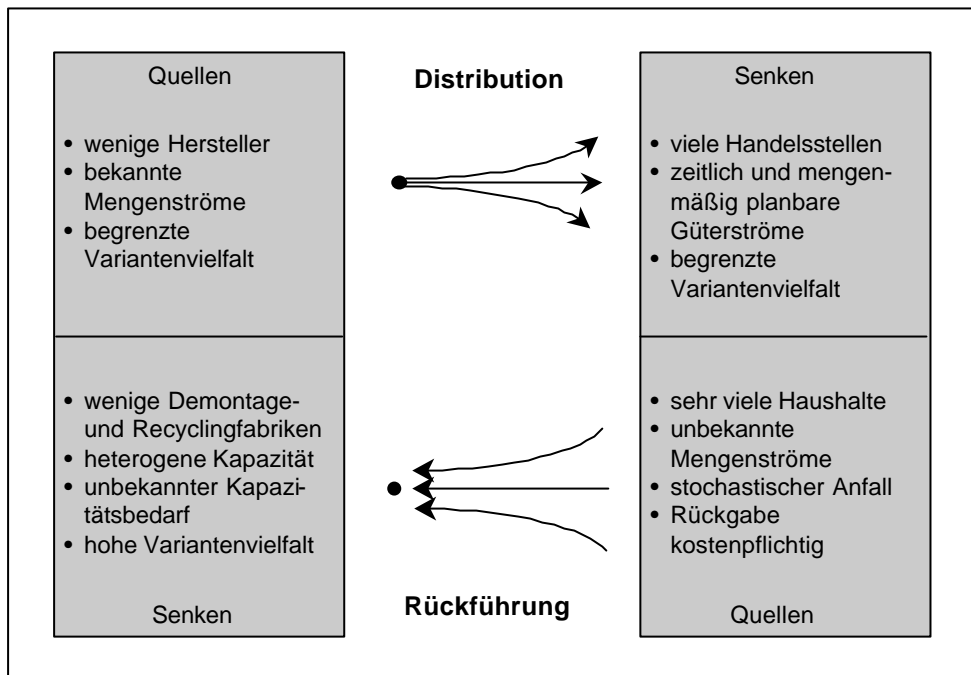 Quellen
• wenige Hersteller
• bekannte
Mengenströme
• begrenzte
Variantenvielfalt
Distribution
Senken
• viele Handelsstellen
• zeitlich und mengen-
mäßig planbare
Güterströme
• begrenzte
Variantenvielfalt
• wenige Demontage-
und Recyclingfabriken
• heterogene Kapazität
• unbekannter Kapazi-
tätsbedarf
• hohe Variantenvielfalt
Senken
Rückführung
• sehr viele Haushalte
• unbekannte
Mengenströme
• stochastischer Anfall
• Rückgabe
kostenpflichtig
Quellen